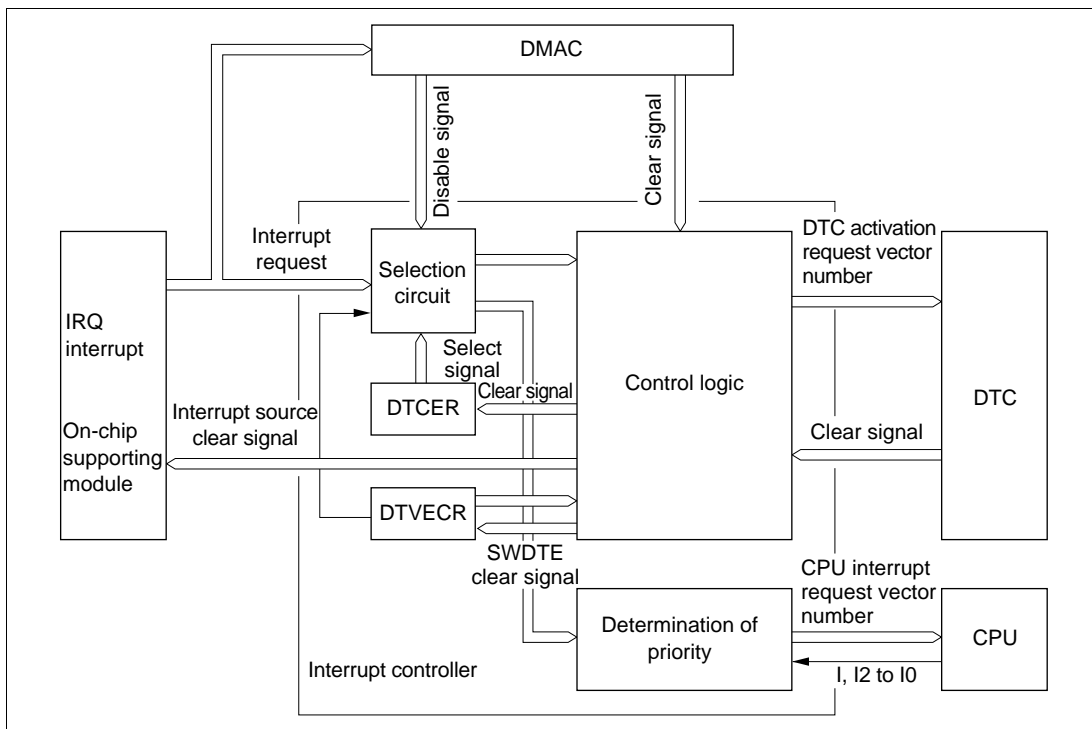 DMAC
Disable signal
Clear signal
Interrupt
request
DTC activation
request vector
number
Selection
circuit
IRQ
interrupt
On-chip
supporting
module
Select
signal
Control logic
DTC
DTCER
Clear signal
Interrupt source
clear signal
Clear signal
DTVECR
SWDTE
clear signal
CPU interrupt
request vector
number
Determination of
priority
CPU
I, I2 to I0
Interrupt controller